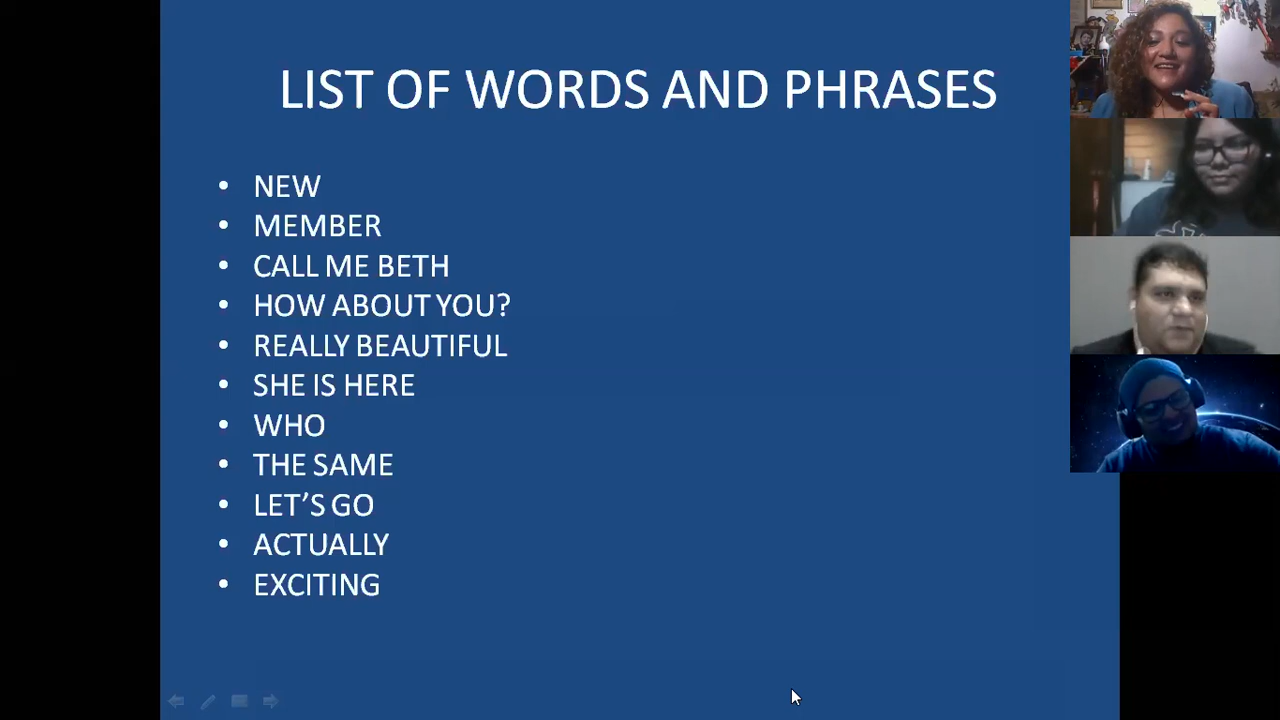 LIST OF WORDS AND PHRASES
• NEW
• MEMBER
• CALL ME BETH
• HOW ABOUT YOU?
• REALLY BEAUTIFUL
• SHE IS HERE
• WHO
• THE SAME
• LET’S GO
• ACTUALLY
• EXCITING